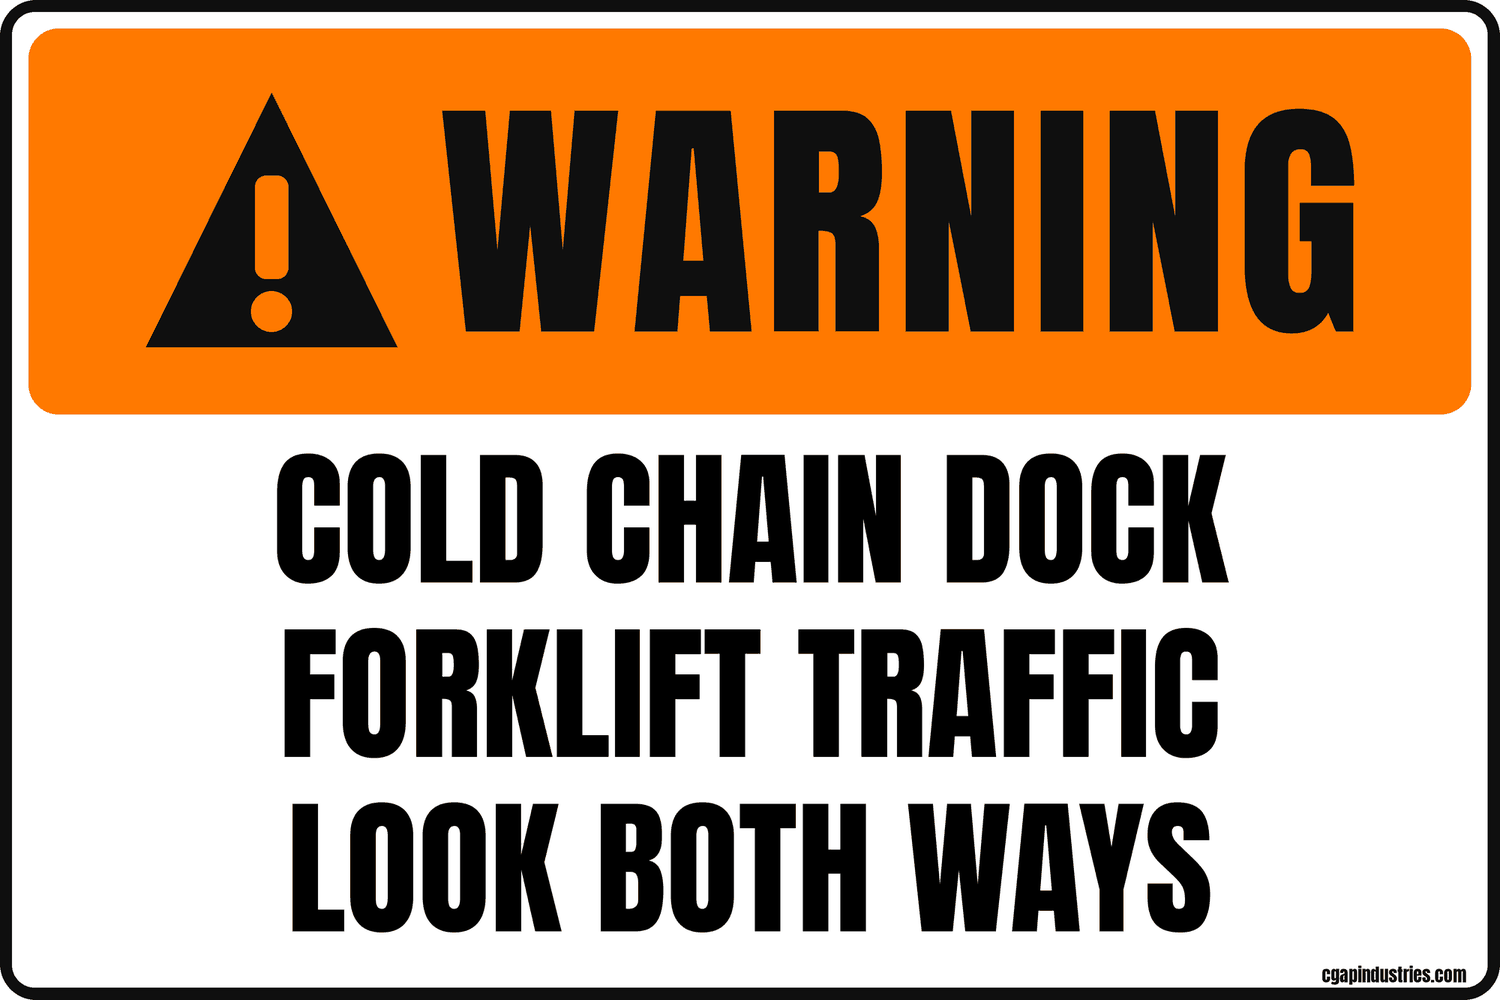 WARNING
COLD CHAIN DOCK
FORKLIFT TRAFFIC
LOOK BOTH WAYS
cgapindustries.com